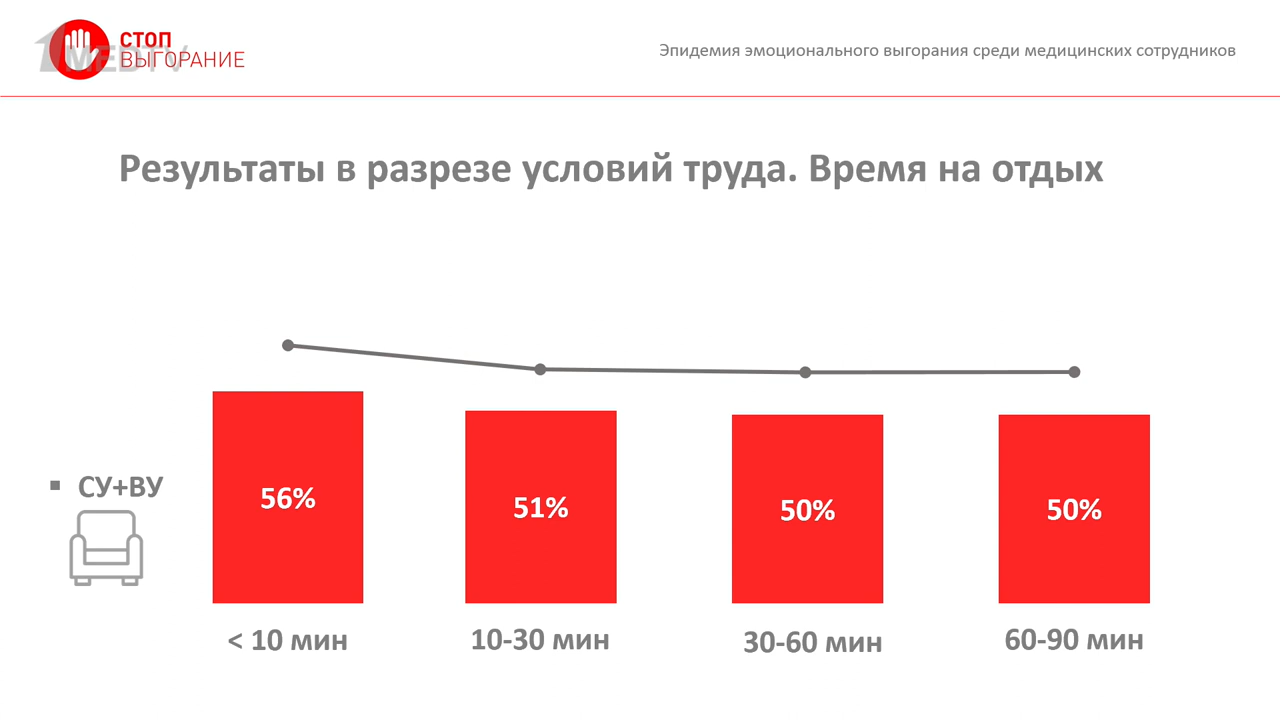 СТОП
ВЫГОРАНИЕ
MEDTV
Эпидемия эмоционального выгорания среди медицинских сотрудников
Результаты в разрезе условий труда. Время на отдых
▪ СУ+ВУ
56%
51%
50%
50%
< 10 мин
10-30 мин
30-60 мин
60-90 мин